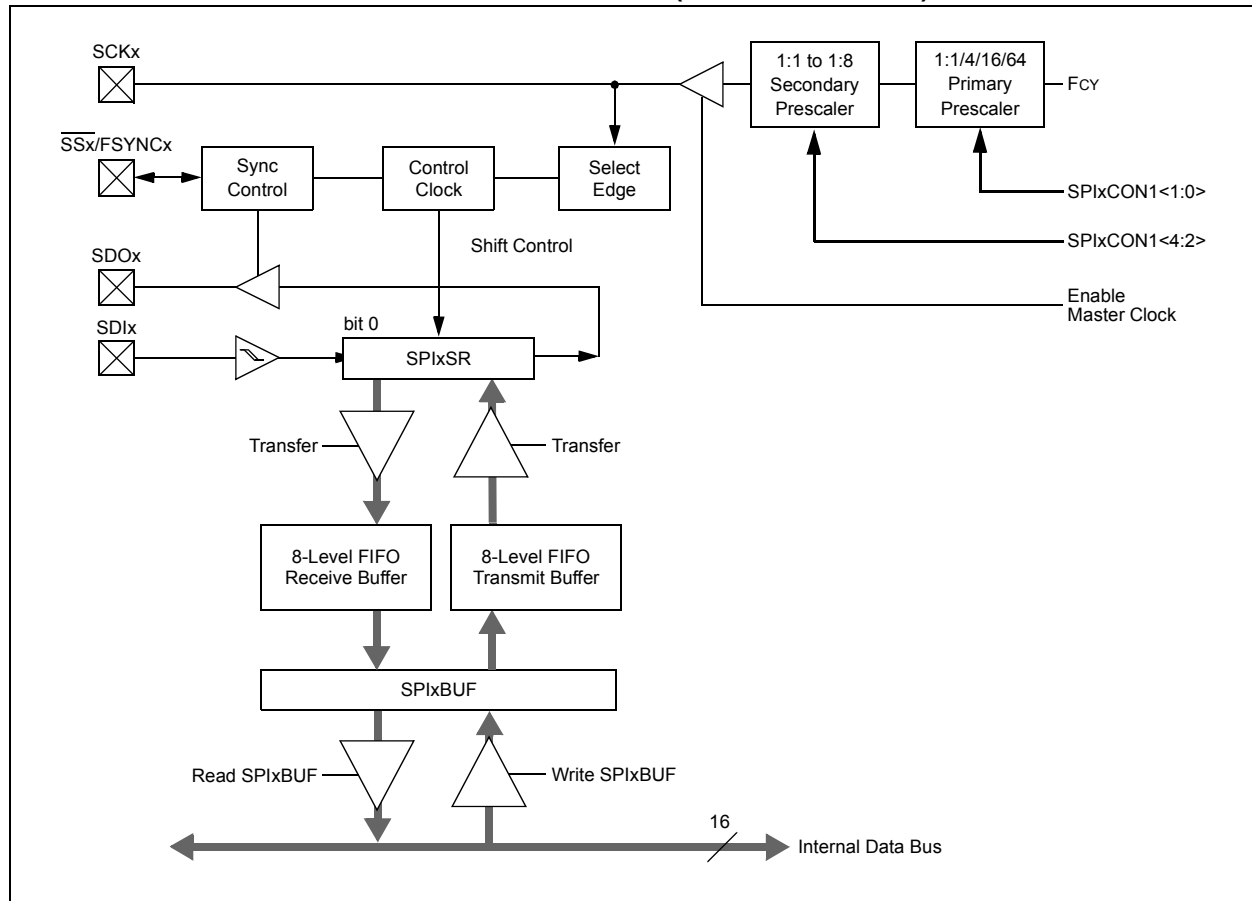 SCKx
1:1 to 1:8
Secondary
Prescaler
1:1/4/16/64
Primary
Prescaler
FCY
SSx/FSYNCx
Sync
Control
Control
Clock
Select
Edge
SPIxCON1<1:0>
Shift Control
SPIxCON1<4:2>
SDOx
Enable
Master Clock
SDIx
bit 0
SPIxSR
Transfer
Transfer
8-Level FIFO
Receive Buffer
8-Level FIFO
Transmit Buffer
SPIxBUF
Read SPIxBUF
Write SPIxBUF
16
Internal Data Bus